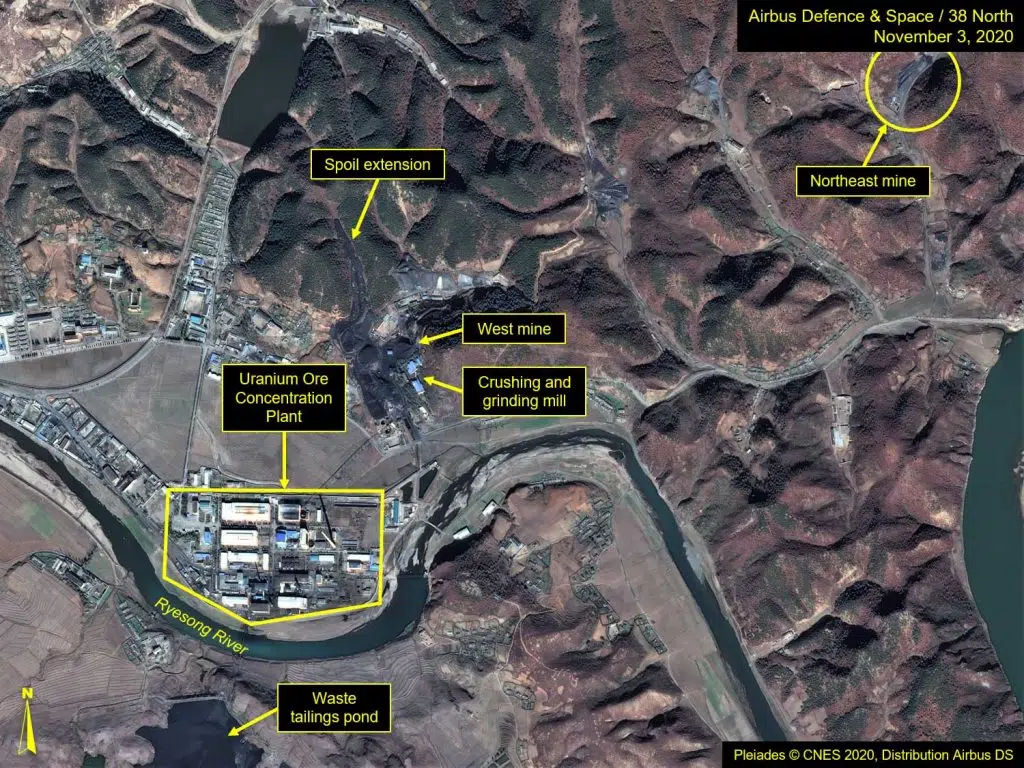 Airbus Defence & Space / 38 North
November 3, 2020
Spoil extension
Northeast mine
West mine
Uranium Ore
Concentration
Plant
Crushing and
grinding mill
Ryesong River
N
Waste
tailings pond
Pleiades © CNES 2020, Distribution Airbus DS